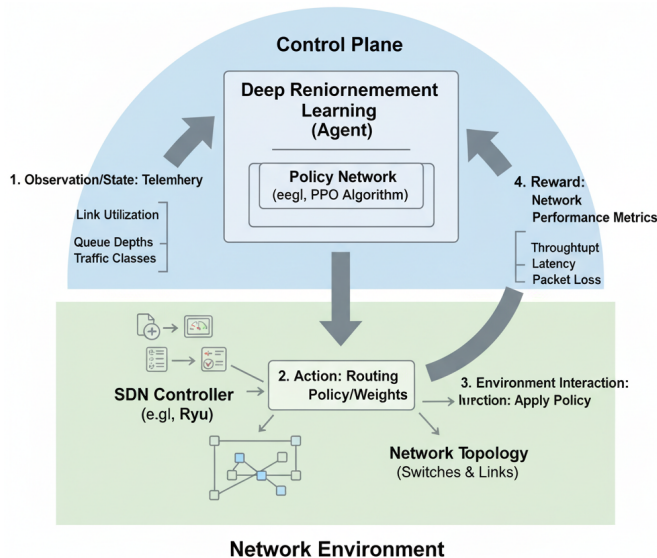 Control Plane
Deep Reniornemement
Learning
(Agent)
Policy Network
(eegl, PPO Algorithm)
1. Observation/State: Telemhery
Link Utilization
Queue Depths
Traffic Classes
4. Reward:
Network
Performance Metrics
Throughtupt
Latency
Packet Loss
2. Action: Routing
Policy/Weights
SDN Controller
(e.gl, Ryu)
3. Environment Interaction:
Apply Policy
Network Topology
(Switches & Links)
Network Environment